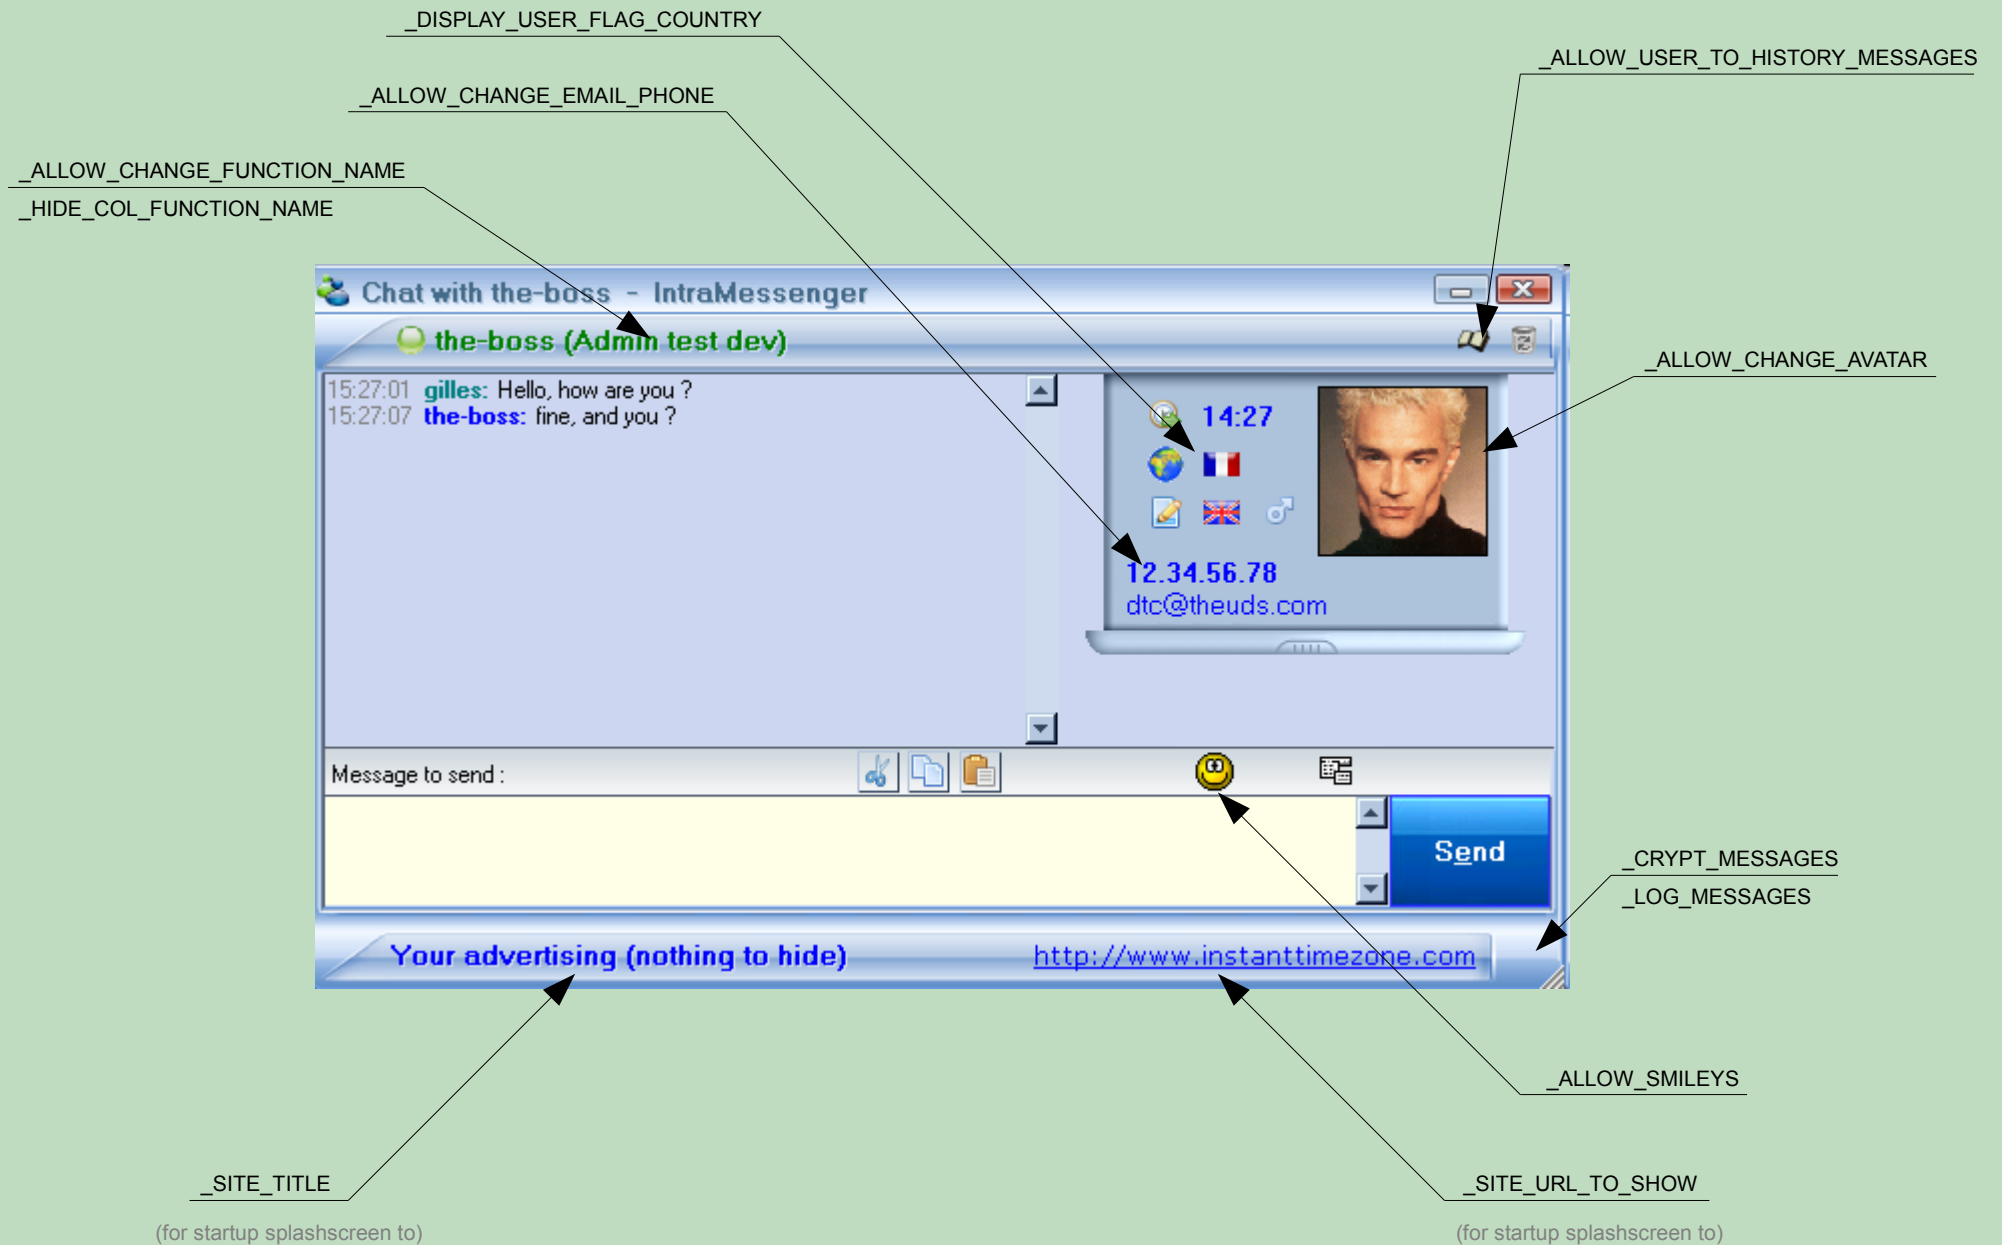 _DISPLAY_USER_FLAG_COUNTRY
_ALLOW_USER_TO_HISTORY_MESSAGES
_ALLOW_CHANGE_EMAIL_PHONE
_ALLOW_CHANGE_FUNCTION_NAME
_HIDE_COL_FUNCTION_NAME
Chat with the-boss - IntraMessenger
the-boss (Admin test dev)
_ALLOW_CHANGE_AVATAR
15:27:01 gilles: Hello, how are you ?
15:27:07 the-boss: fine, and you ?
14:27
12.34.56.78
dtc@theuds.com
Message to send :
Send
_CRYPT_MESSAGES
_LOG_MESSAGES
Your advertising (nothing to hide)
http://www.instanttimezone.com
_ALLOW_SMILEYS
_SITE_TITLE
(for startup splashscreen to)
_SITE_URL_TO_SHOW
(for startup splashscreen to)